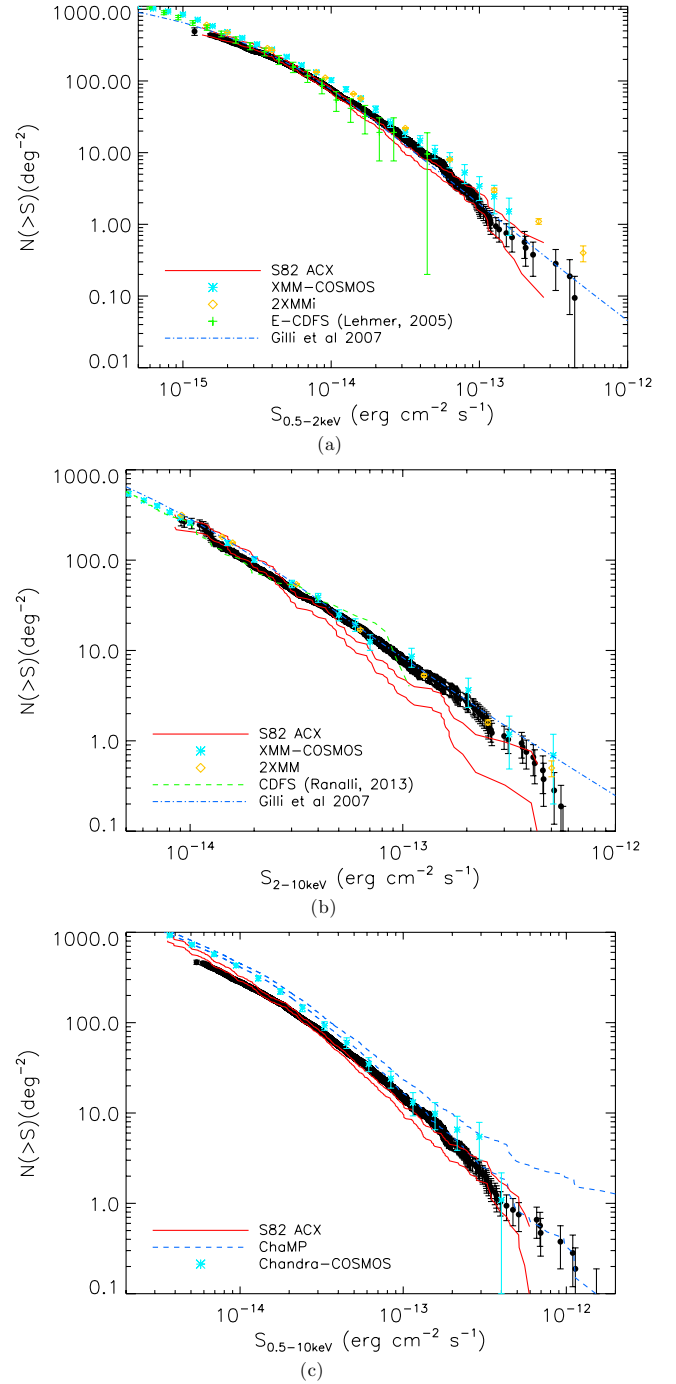 1000.00
100.00
10.00
1.00
0.10
0.01
N(>S)(deg⁻²)
S82 ACX
XMM-COSMOS
2XMMi
E-CDFS (Lehmer, 2005)
Gilli et al 2007
10⁻¹⁵ 10⁻¹⁴ 10⁻¹³ 10⁻¹²
S₀.₅₋₂keV (erg cm⁻² s⁻¹)
(a)
1000.0
100.0
10.0
1.0
0.1
N(>S)(deg⁻²)
S82 ACX
XMM-COSMOS
2XMM
CDFS (Ranalli, 2013)
Gilli et al 2007
10⁻¹⁴ 10⁻¹³ 10⁻¹²
S₂₋₁₀keV (erg cm⁻² s⁻¹)
(b)
1000.0
100.0
10.0
1.0
0.1
N(>S)(deg⁻²)
S82 ACX
ChaMP
Chandra-COSMOS
10⁻¹⁴ 10⁻¹³ 10⁻¹²
S₀.₅₋₁₀keV (erg cm⁻² s⁻¹)
(c)